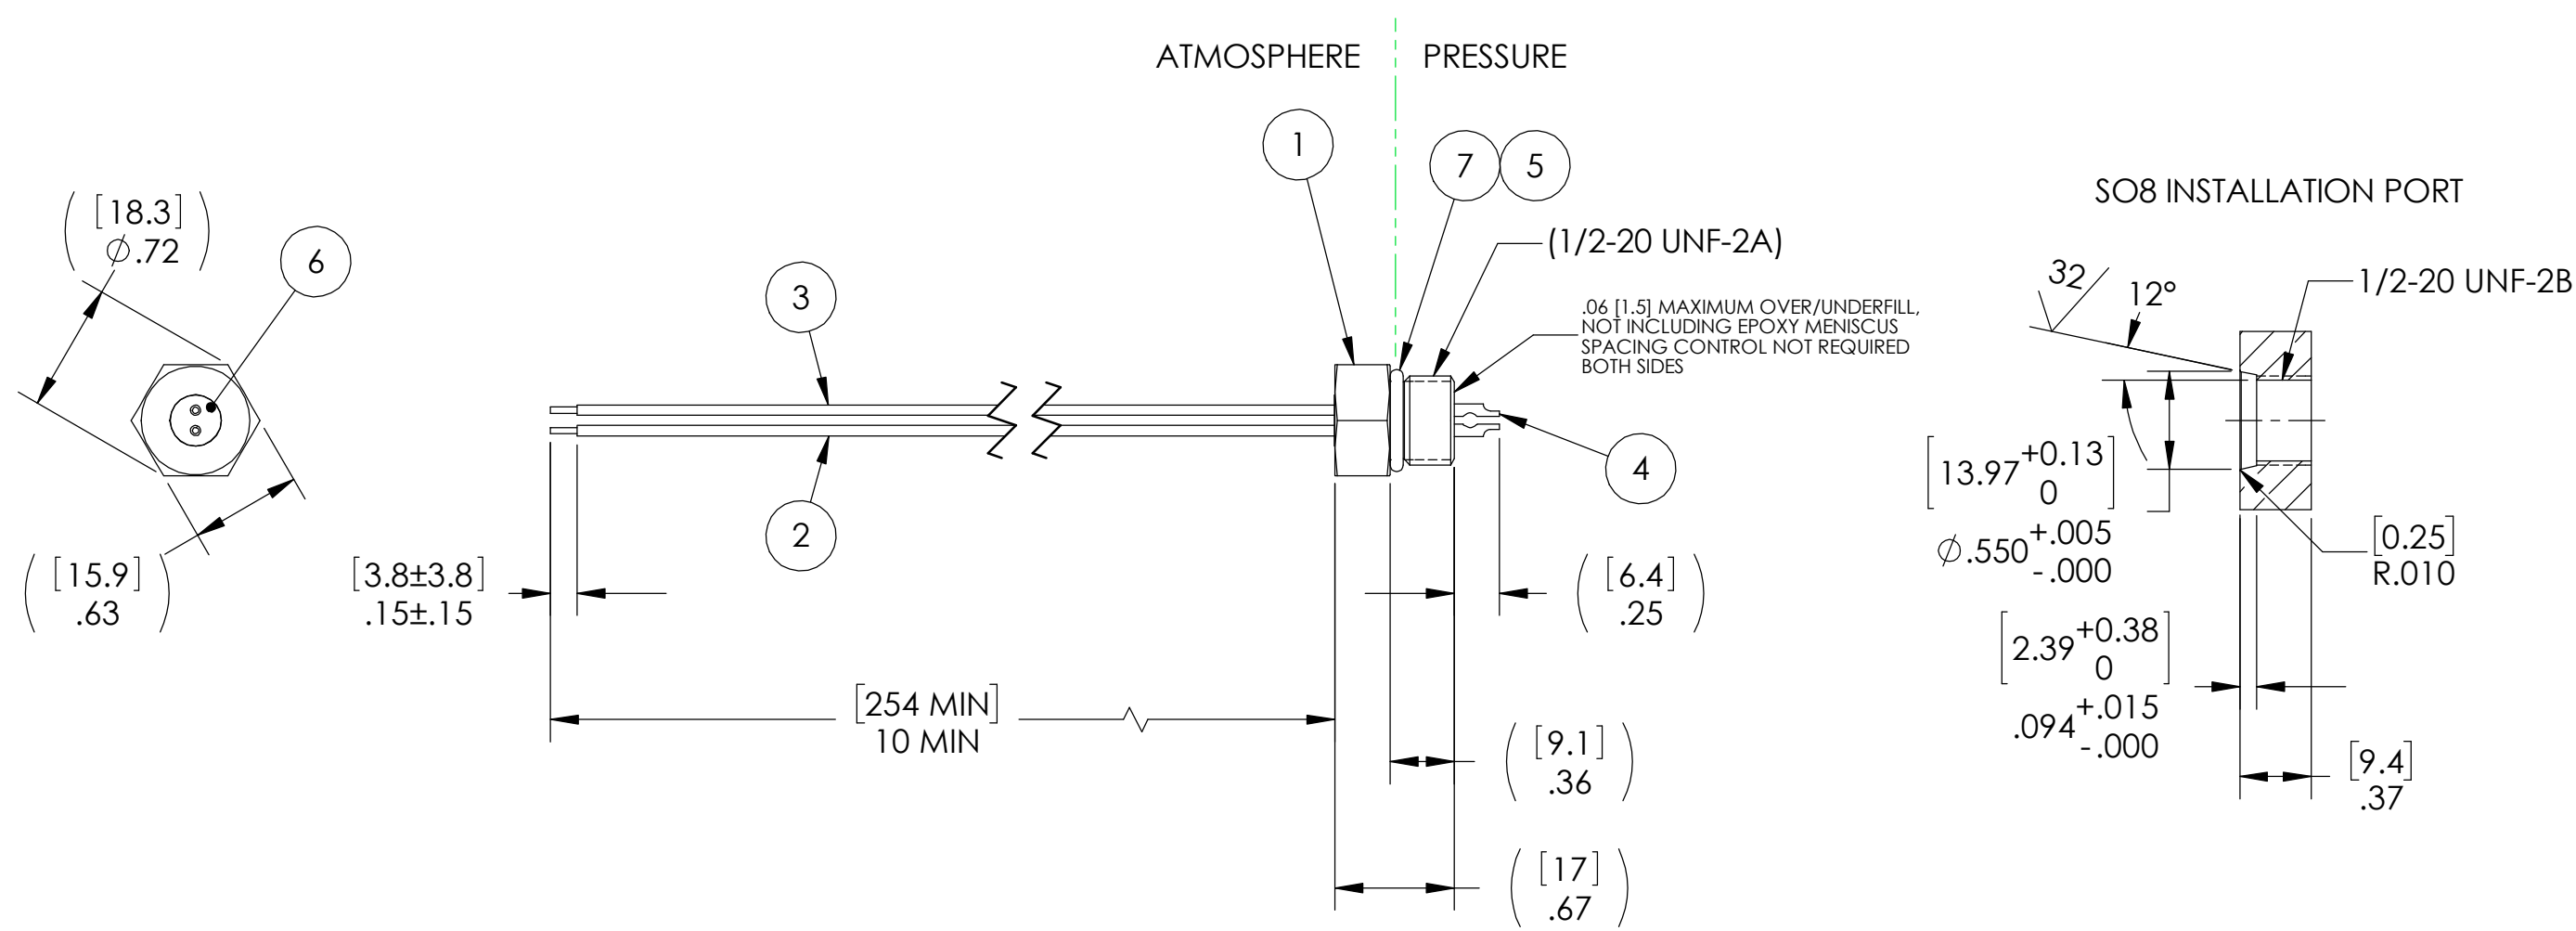 ATMOSPHERE
PRESSURE
1
7
5
SO8 INSTALLATION PORT
(1/2-20 UNF-2A)
.06 [1.5] MAXIMUM OVER/UNDERFILL,
NOT INCLUDING EPOXY MENISCUS
SPACING CONTROL NOT REQUIRED
BOTH SIDES
32
12°
1/2-20 UNF-2B
([18.3]
⌀.72)
6
3
2
4
([15.9]
.63)
[3.8±3.8]
.15±.15
[254 MIN]
10 MIN
([6.4]
.25)
([9.1]
.36)
([17]
.67)
[13.97 +0.13
0]
⌀.550 +.005
-.000
[0.25]
R.010
[2.39 +0.38
0]
.094 +.015
-.000
[9.4]
.37